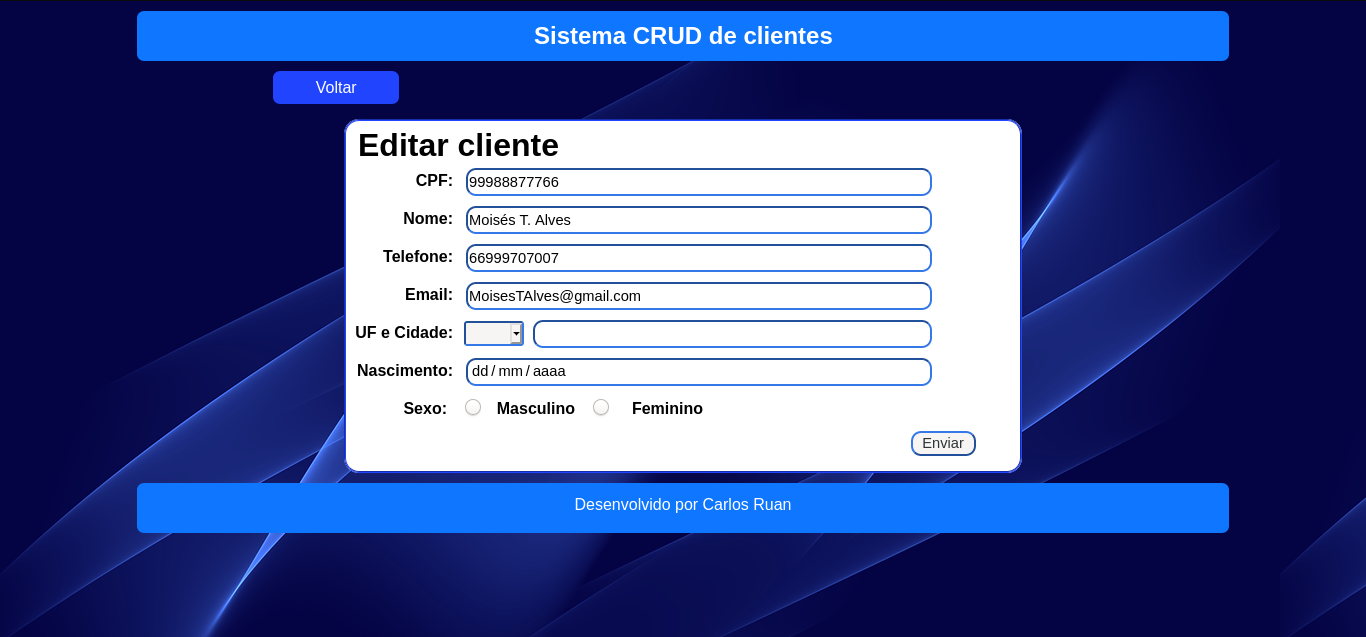 Sistema CRUD de clientes
Voltar
Editar cliente
CPF: 99988877766
Nome: Moisés T. Alves
Telefone: 66999707007
Email: MoisesTAlves@gmail.com
UF e Cidade:
Nascimento: dd / mm / aaaa
Sexo: Masculino Feminino
Enviar
Desenvolvido por Carlos Ruan